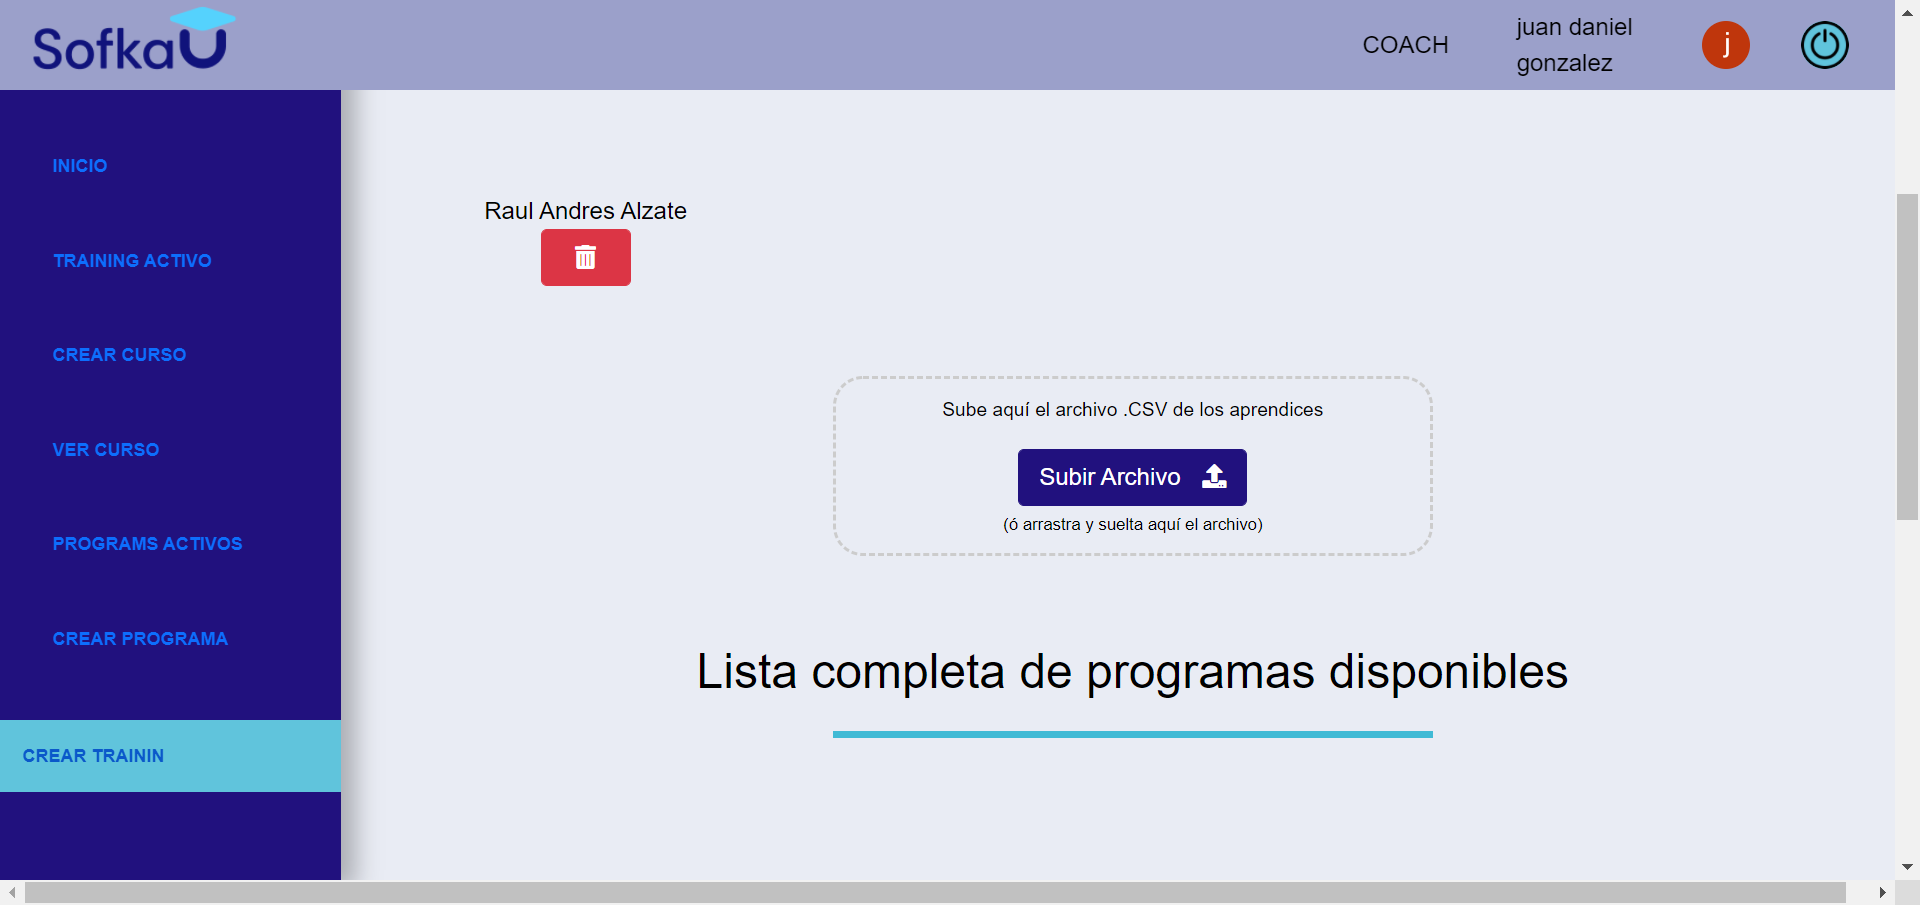 SofkaU
COACH
juan daniel
gonzalez
j
INICIO
TRAINING ACTIVO
CREAR CURSO
VER CURSO
PROGRAMS ACTIVOS
CREAR PROGRAMA
CREAR TRAININ
Raul Andres Alzate
Sube aquí el archivo .CSV de los aprendices
Subir Archivo
(ó arrastra y suelta aquí el archivo)
Lista completa de programas disponibles